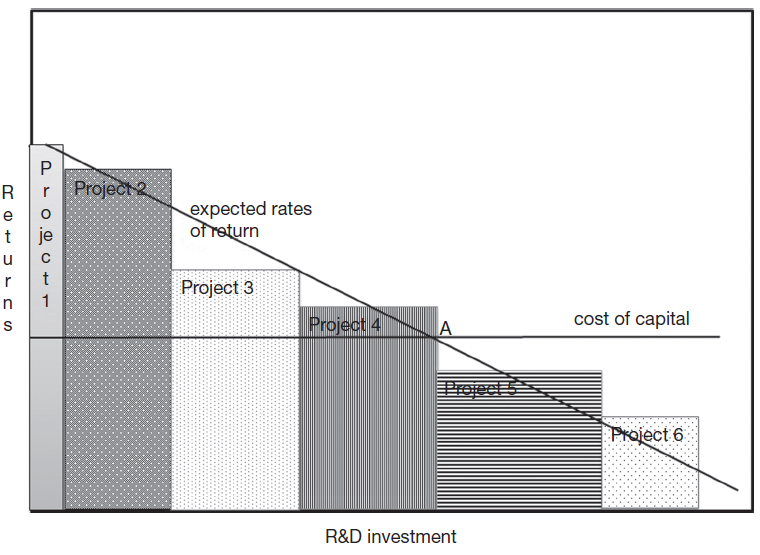 Returns
Project 1
Project 2
expected rates
of return
Project 3
Project 4
A
cost of capital
Project 5
Project 6
R&D investment